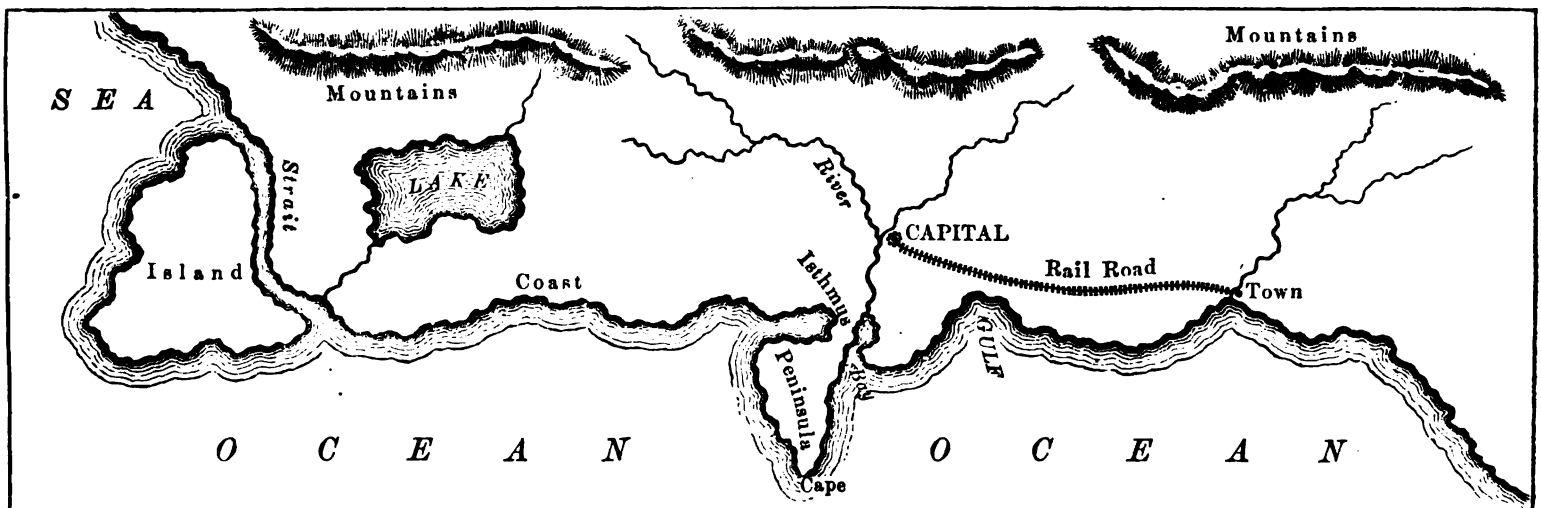 Mountains
SEA
Mountains
Strait
LAKE
River
CAPITAL
Island
Isthmus
Rail Road
Coast
Town
GULF
Peninsula
Bay
OCEAN
OCEAN
Cape